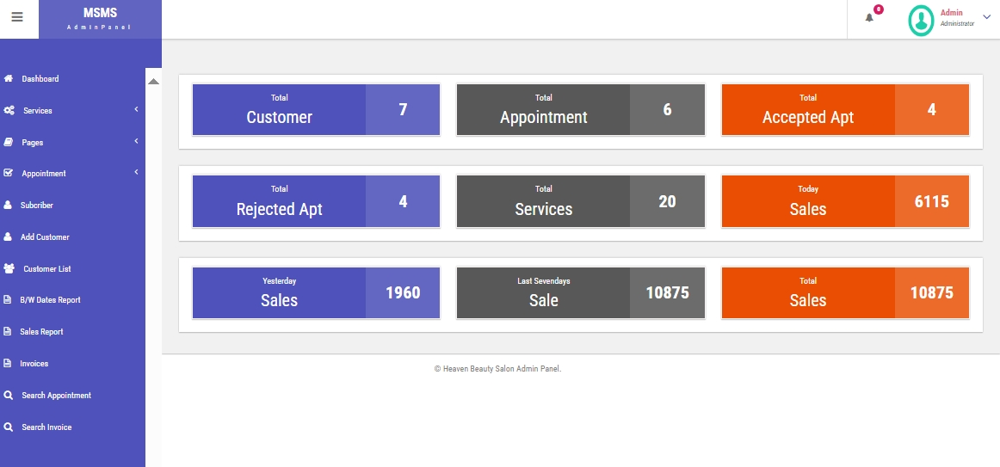 MSMS
AdminPanel
0
Admin
Administrator
Dashboard
Services
Pages
Appointment
Subcriber
Add Customer
Customer List
B/W Dates Report
Sales Report
Invoices
Search Appointment
Search Invoice
Total
Customer
7
Total
Appointment
6
Total
Accepted Apt
4
Total
Rejected Apt
4
Total
Services
20
Today
Sales
6115
Yesterday
Sales
1960
Last Sevendays
Sale
10875
Total
Sales
10875
© Heaven Beauty Salon Admin Panel.